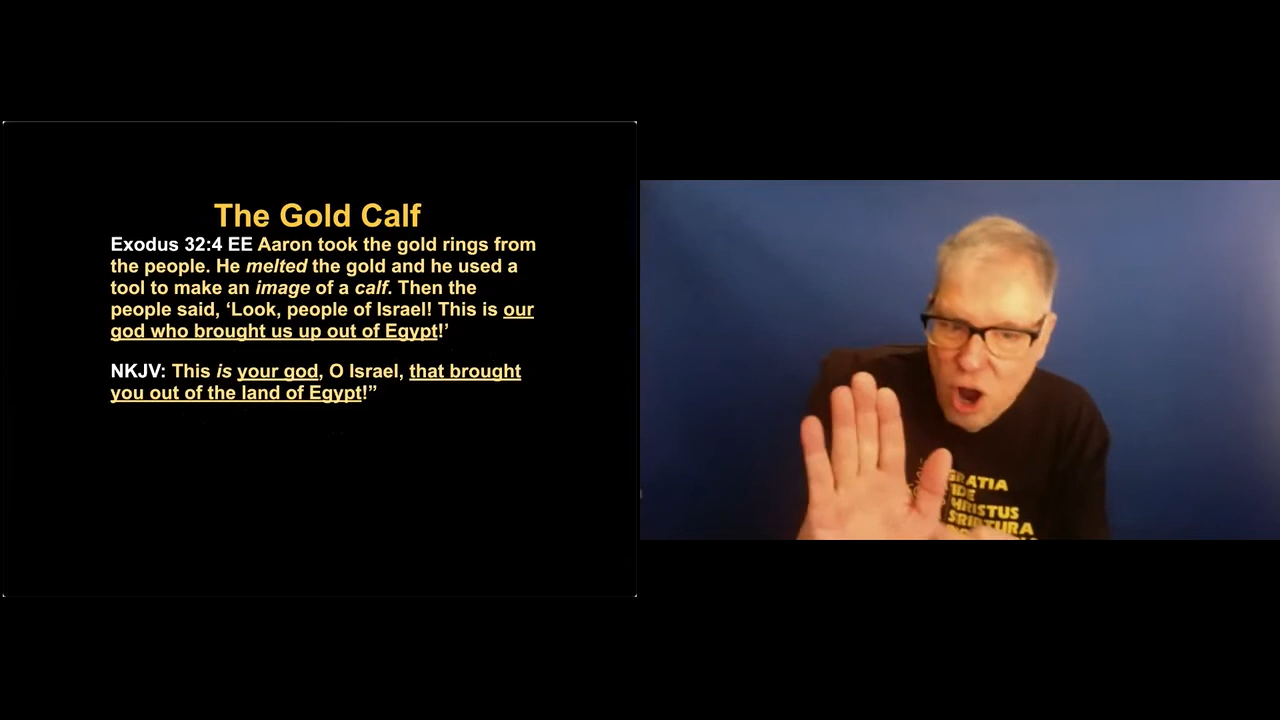 The Gold Calf
Exodus 32:4 EE Aaron took the gold rings from
the people. He melted the gold and he used a
tool to make an image of a calf. Then the
people said, ‘Look, people of Israel! This is our
god who brought us up out of Egypt!’
NKJV: This is your god, O Israel, that brought
you out of the land of Egypt!”
GRATIA
IDE
HRISTUS
SRIPTURA